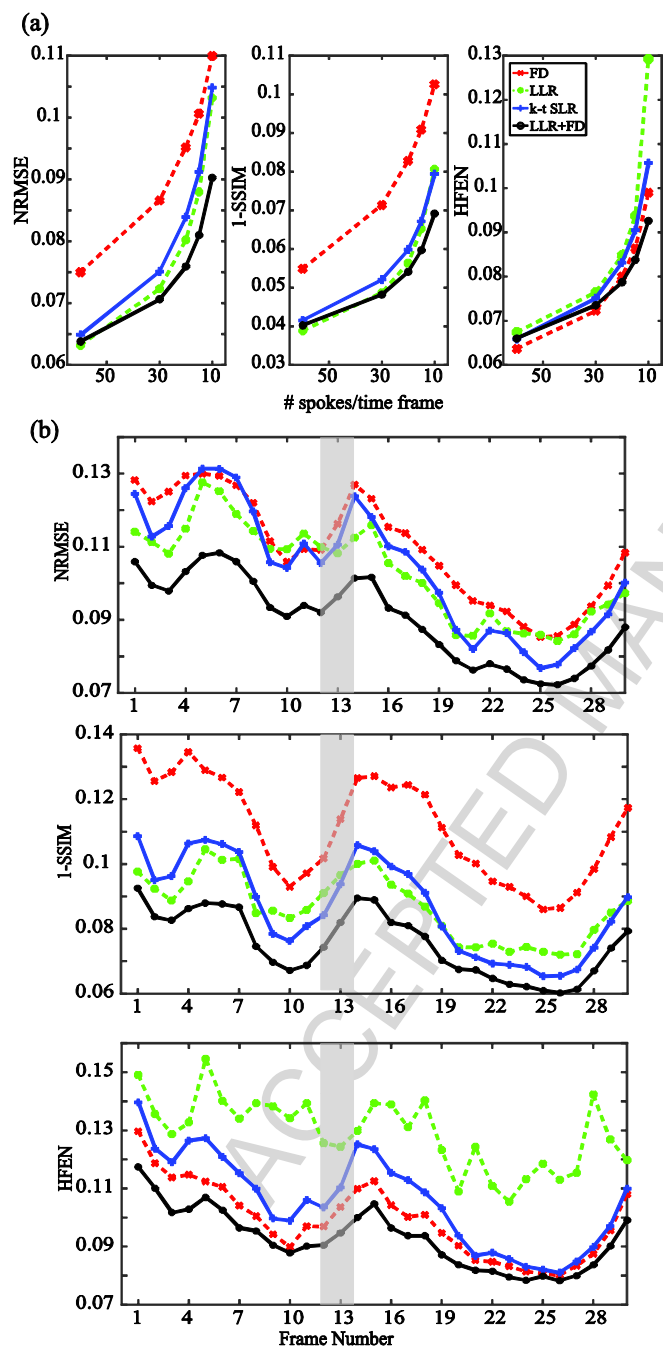 (a)
0.11
0.1
0.09
0.08
0.07
0.06
NRMSE
50
30
10
0.11
0.1
0.09
0.08
0.07
0.06
0.05
0.04
0.03
1-SSIM
50
30
10
0.13
0.12
0.11
0.1
0.09
0.08
0.07
0.06
HFEN
50
30
10
FD
LLR
k-t SLR
LLR+FD
# spokes/time frame
(b)
0.13
0.11
0.09
0.07
NRMSE
1 4 7 10 13 16 19 22 25 28
0.14
0.12
0.1
0.08
0.06
1-SSIM
1 4 7 10 13 16 19 22 25 28
0.15
0.13
0.11
0.09
0.07
HFEN
1 4 7 10 13 16 19 22 25 28
Frame Number
ACCEPTED MAN